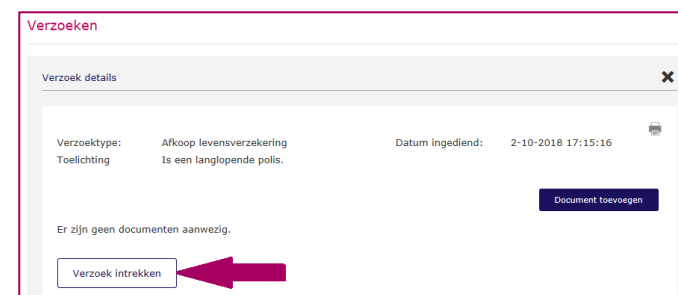 Verzoeken
Verzoek details
Verzoektype: Afkoop levensverzekering Datum ingediend: 2-10-2018 17:15:16
Toelichting Is een langlopende polis.
Document toevoegen
Er zijn geen documenten aanwezig.
Verzoek intrekken